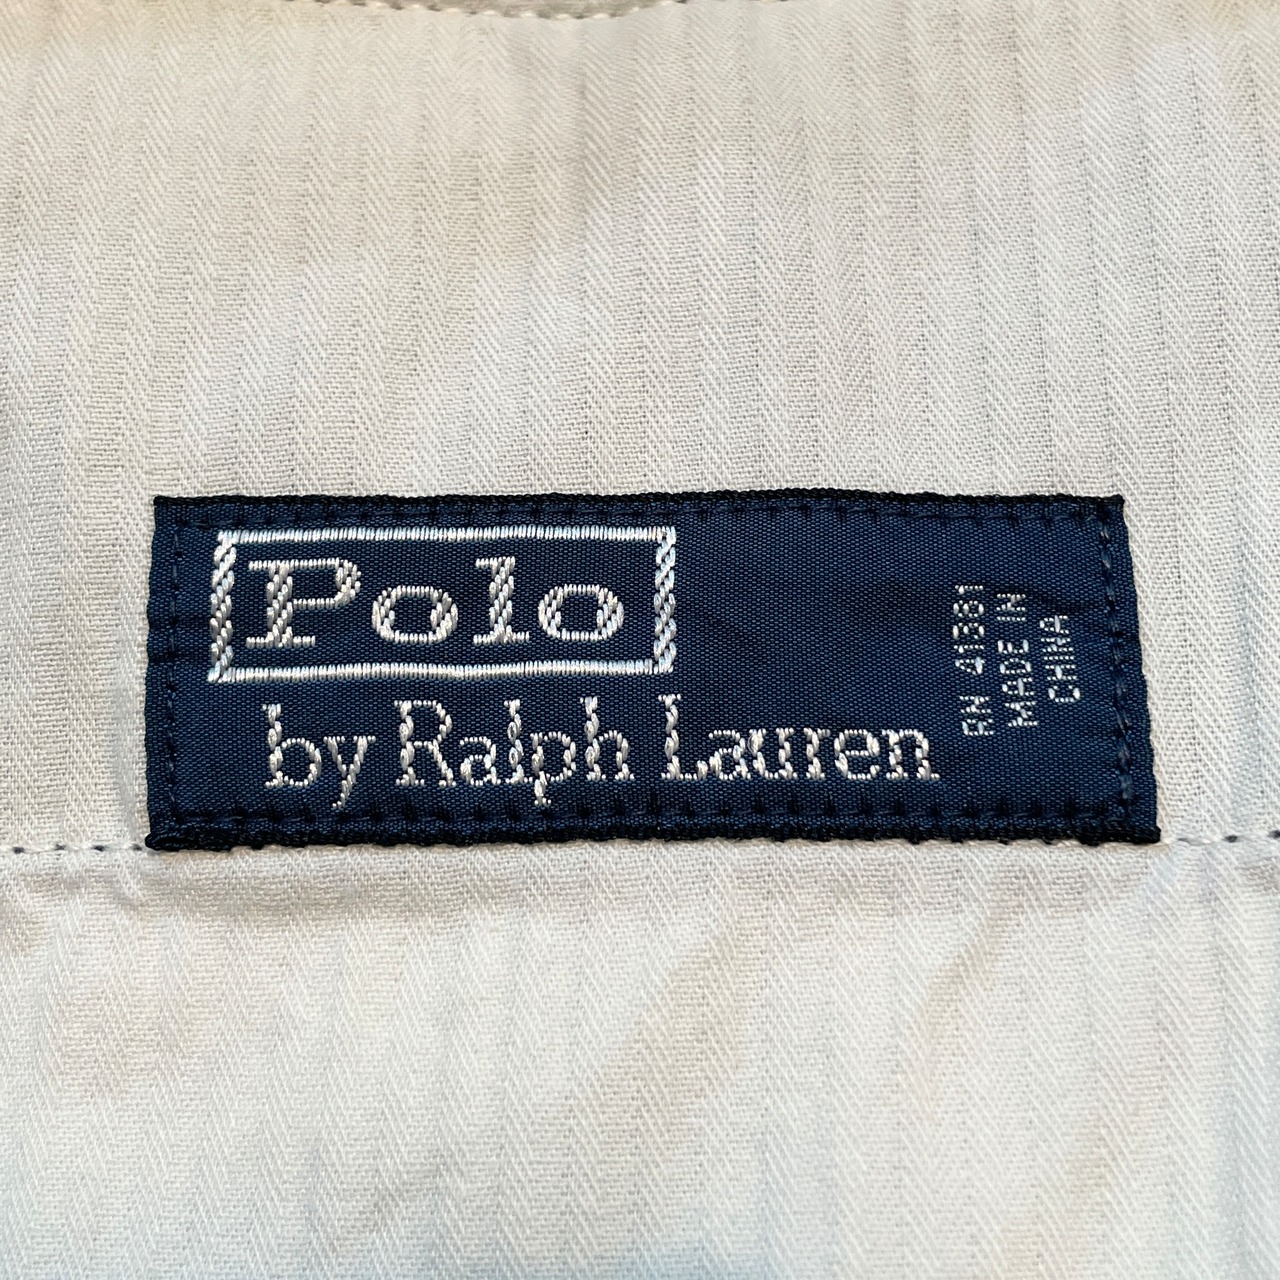 Polo
by Ralph Lauren
RN 41381
MADE IN
CHINA